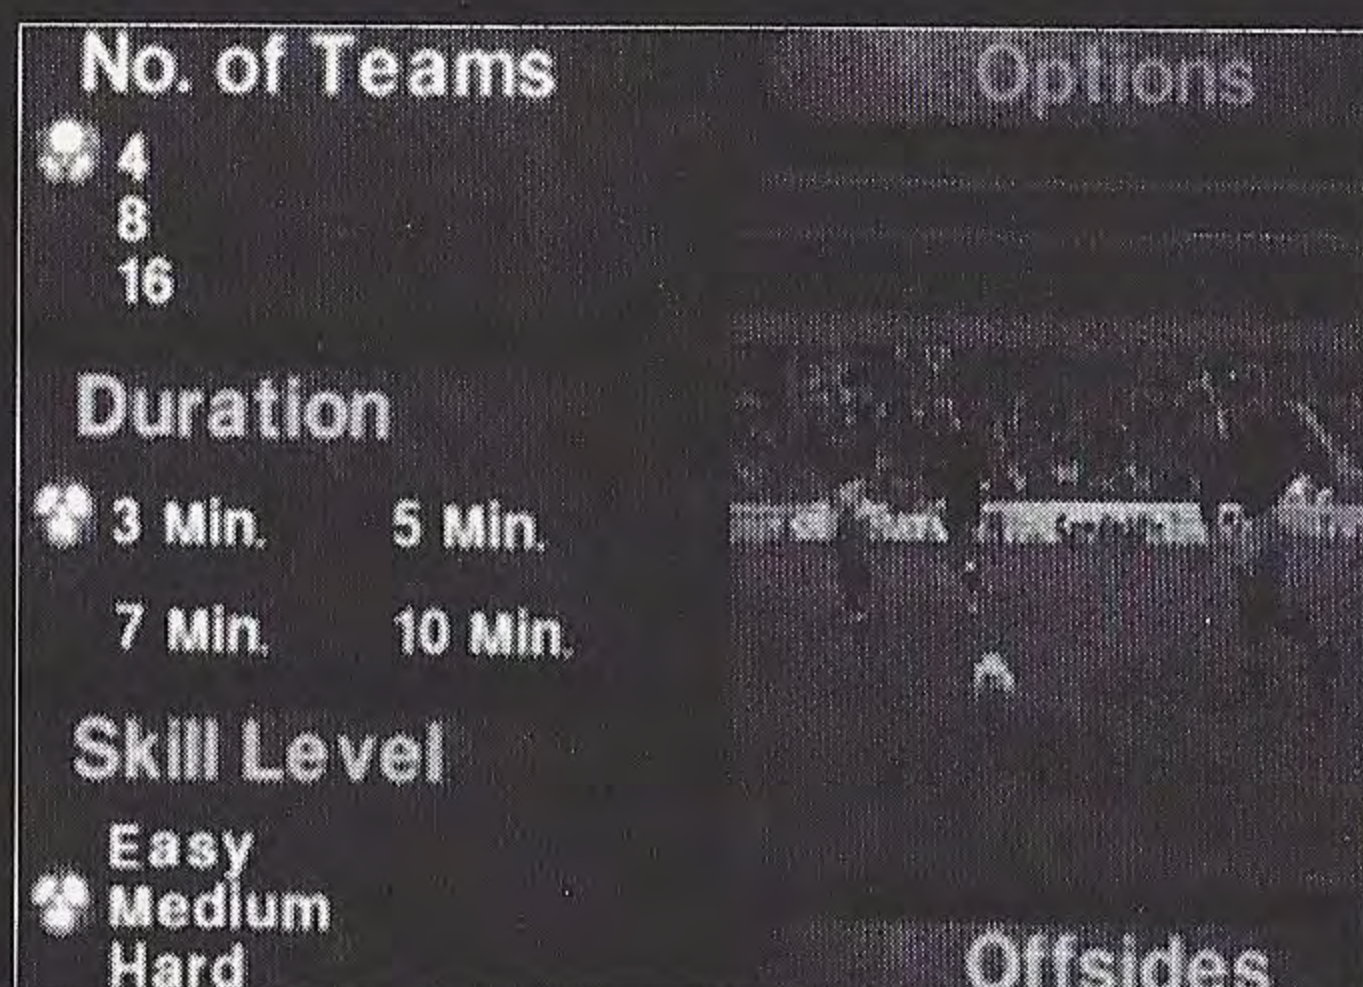 No. of Teams
4
8
16
Duration
3 Min. 5 Min.
7 Min. 10 Min.
Skill Level
Easy
Medium
Hard
Options
Offsides